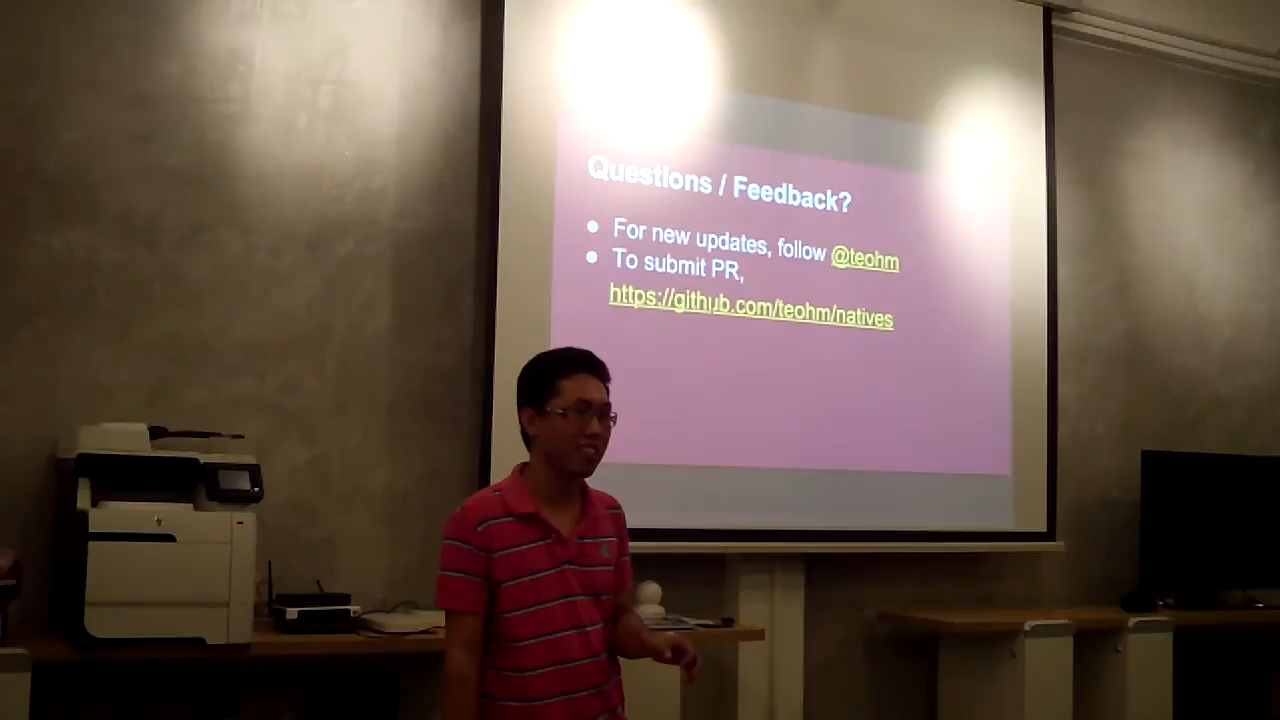 Questions / Feedback?
● For new updates, follow @teohm
● To submit PR,
https://github.com/teohm/natives